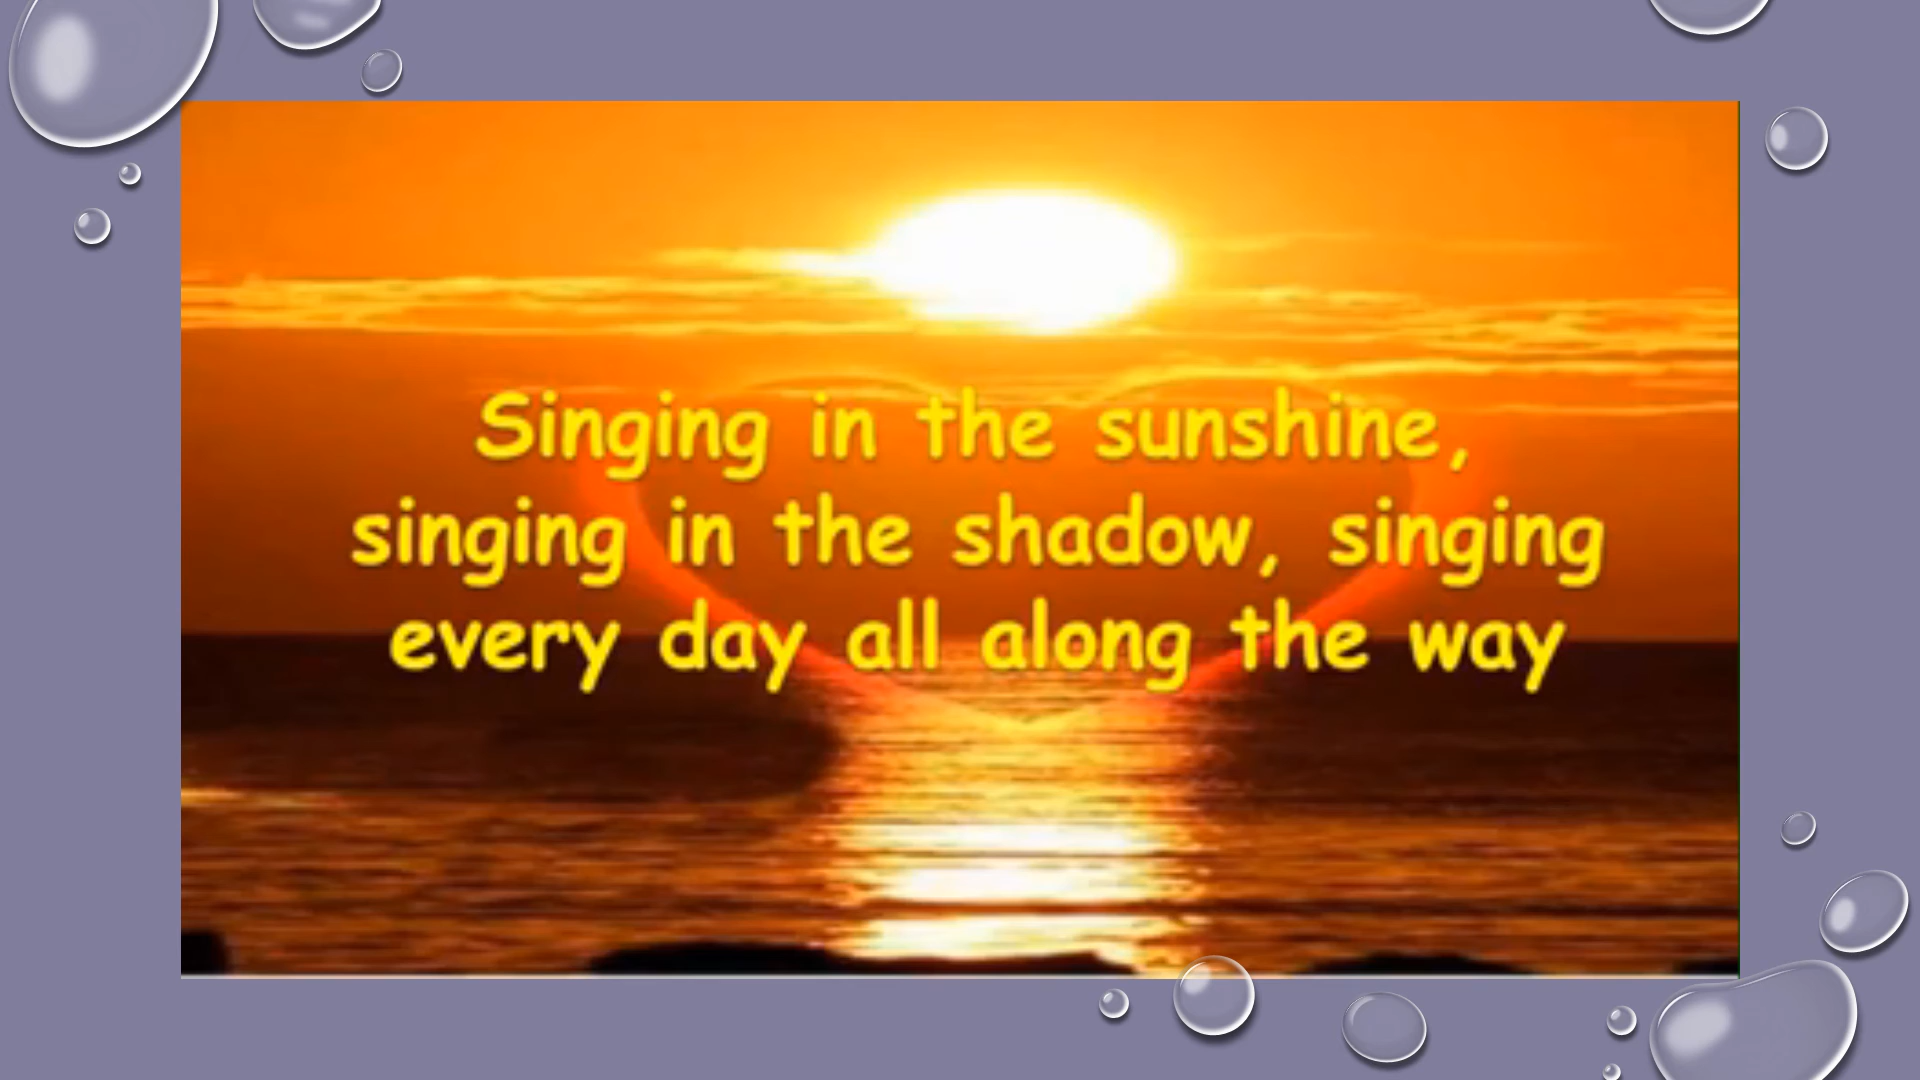 Singing in the sunshine,
singing in the shadow, singing
every day all along the way